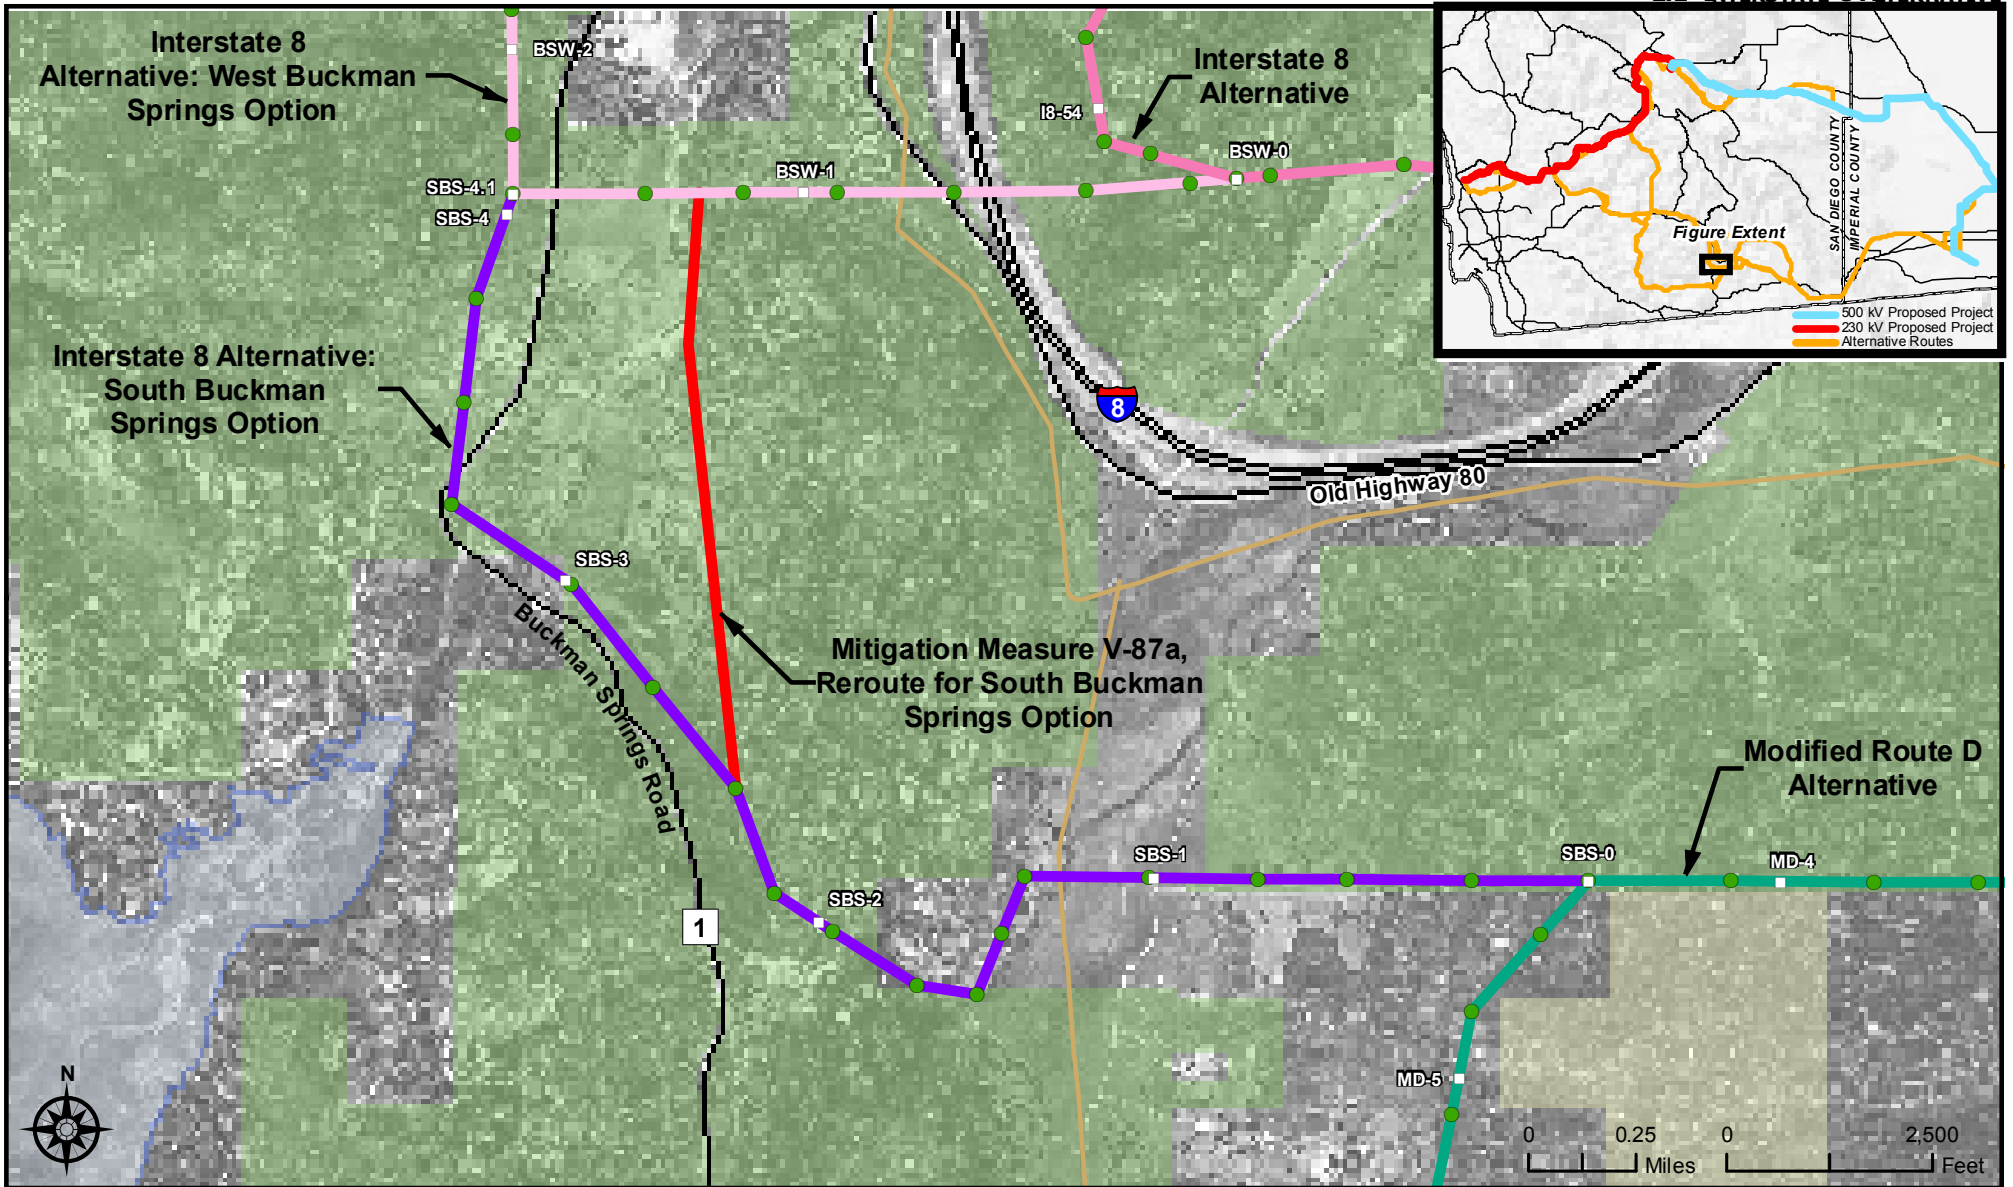 Interstate 8
Alternative: West Buckman
Springs Option
BSW-2
Interstate 8
Alternative
I8-54
BSW-0
BSW-1
SBS-4.1
SBS-4
SAN DIEGO COUNTY
IMPERIAL COUNTY
Figure Extent
500 kV Proposed Project
230 kV Proposed Project
Alternative Routes
Interstate 8 Alternative:
South Buckman
Springs Option
8
Old Highway 80
SBS-3
Buckman Springs Road
Mitigation Measure V-87a,
Reroute for South Buckman
Springs Option
Modified Route D
Alternative
SBS-1
SBS-0
MD-4
SBS-2
1
MD-5
N
0 0.25
Miles
0 2,500
Feet